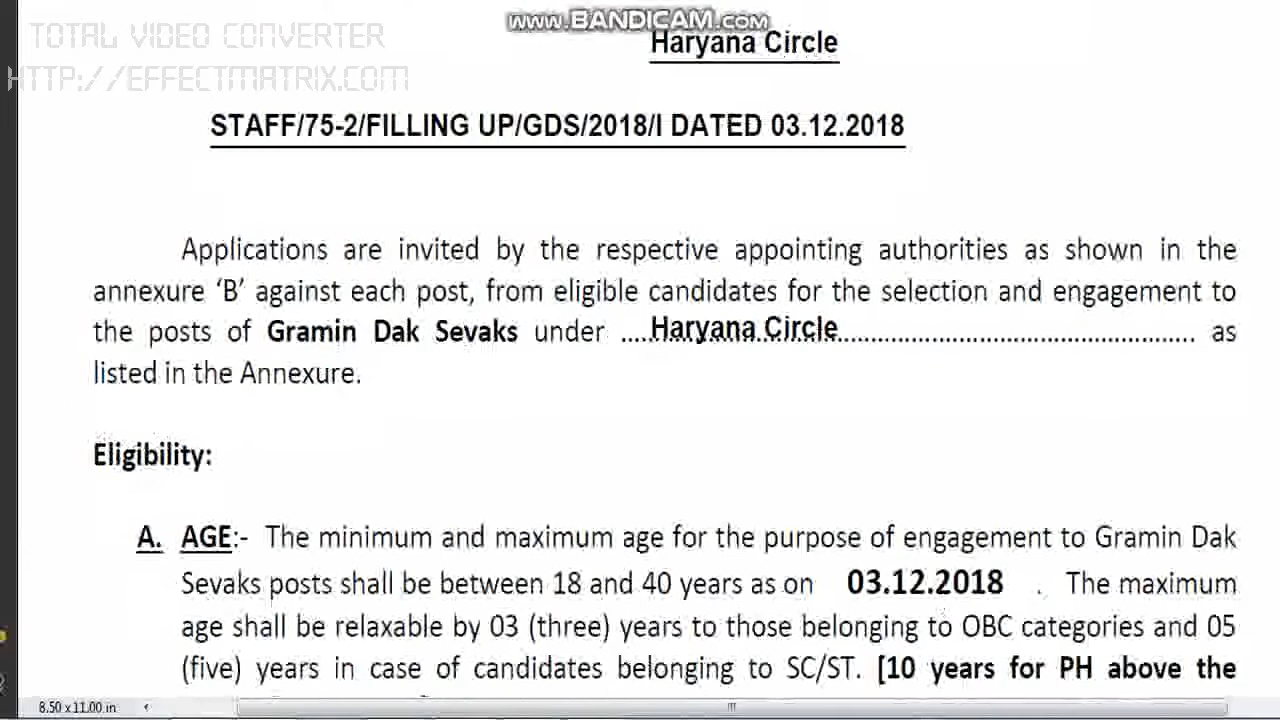 TOTAL VIDEO CONVERTER
HTTP://EFFECTMATRIX.COM
www.BANDICAM.com
Haryana Circle
STAFF/75-2/FILLING UP/GDS/2018/I DATED 03.12.2018
Applications are invited by the respective appointing authorities as shown in the
annexure ‘B’ against each post, from eligible candidates for the selection and engagement to
the posts of Gramin Dak Sevaks under ....Haryana Circle........................................................ as
listed in the Annexure.
Eligibility:
A. AGE:- The minimum and maximum age for the purpose of engagement to Gramin Dak
Sevaks posts shall be between 18 and 40 years as on 03.12.2018 . The maximum
age shall be relaxable by 03 (three) years to those belonging to OBC categories and 05
(five) years in case of candidates belonging to SC/ST. [10 years for PH above the
8.50 x 11.00 in